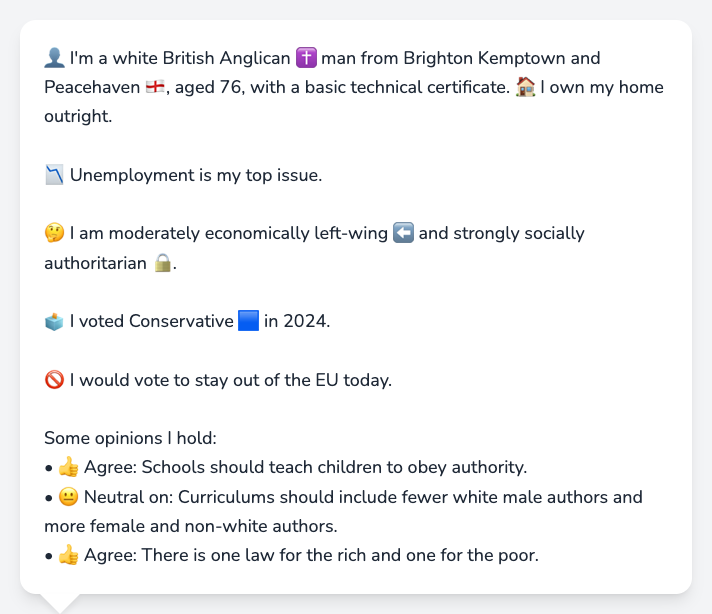 👤 I'm a white British Anglican ✝️ man from Brighton Kemptown and
Peacehaven 🏴󠁧󠁢󠁥󠁮󠁧󠁿, aged 76, with a basic technical certificate. 🏠 I own my home
outright.
📉 Unemployment is my top issue.
🤔 I am moderately economically left-wing ⬅️ and strongly socially
authoritarian 🔒.
🗳️ I voted Conservative 🟦 in 2024.
🚫 I would vote to stay out of the EU today.
Some opinions I hold:
• 👍 Agree: Schools should teach children to obey authority.
• 😐 Neutral on: Curriculums should include fewer white male authors and
more female and non-white authors.
• 👍 Agree: There is one law for the rich and one for the poor.